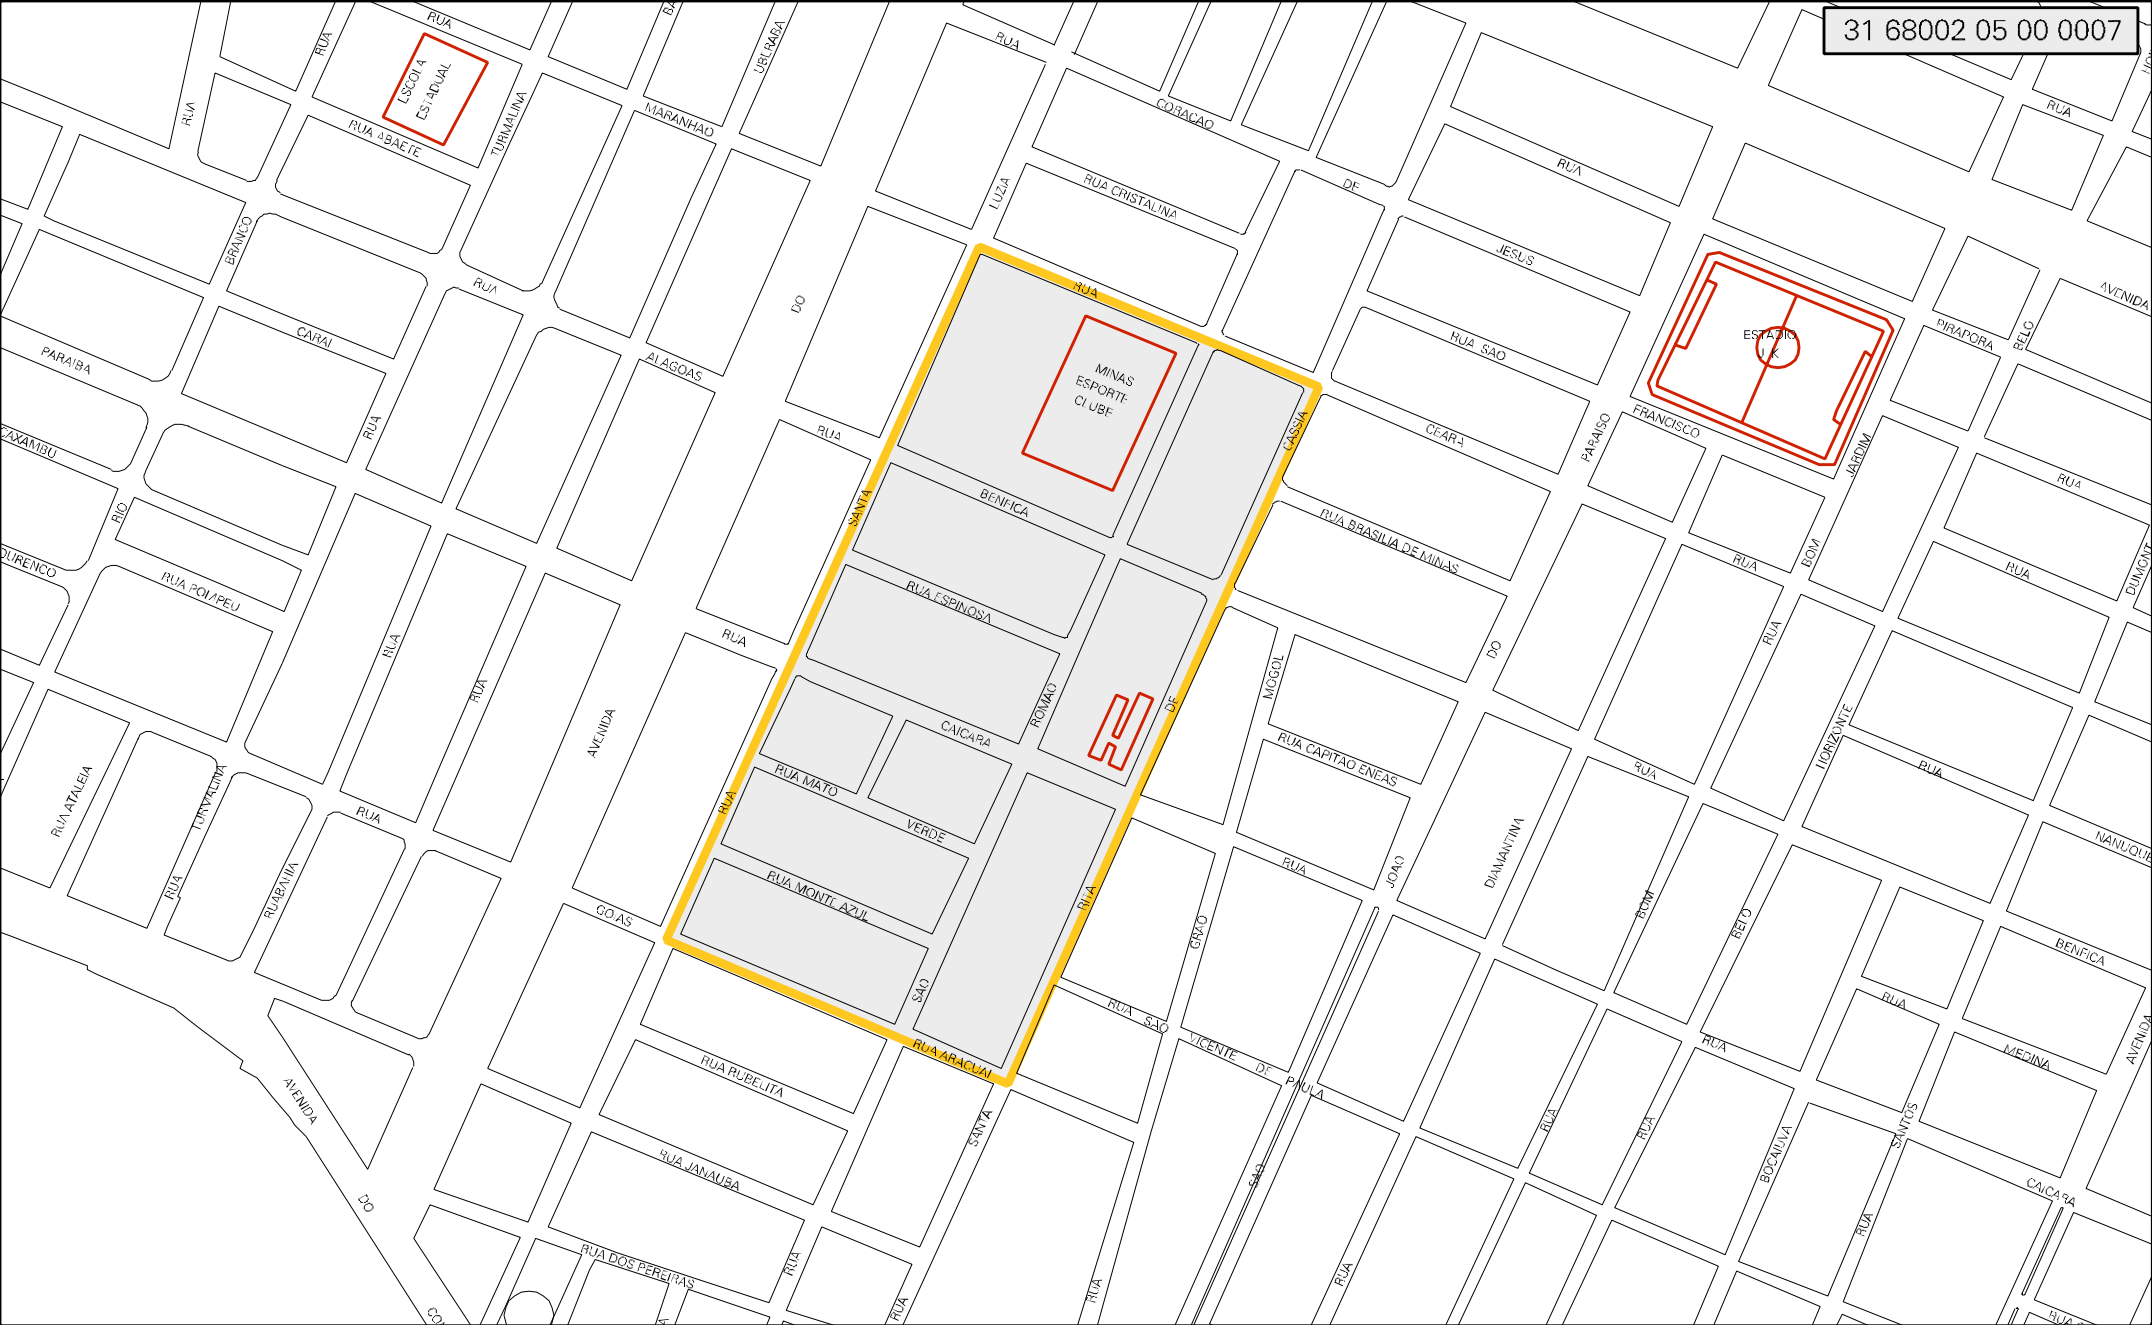 31 68002 05 00 0007
RUA
RUA
UBERABA
RUA
ESCOLA
ESTADUAL
RUA
TURMALINA
MARANHAO
CORACAO
RUA
RUA ABAETE
RUA
DE
LUZIA
RUA CRISTALINA
BRANCO
JESUS
RUA
RUA
DO
AVENIDA
CARAI
PARAIBA
ALAGOAS
RUA SAO
ESTADIO
J K
PIRAPORA
BELO
MINAS
ESPORTE
CLUBE
CASSIA
CEARA
PARAISO
FRANCISCO
JARDIM
RUA
RUA
CAXAMBU
RIO
SANTA
BENFICA
RUA BRASILIA DE MINAS
RUA
BOM
RUA
RUA
DUMONT
OURENCO
RUA POMPEU
RUA ESPINOSA
RUA
RUA
DO
RUA
RUA
MOGOL
ROMAO
DE
AVENIDA
CAICARA
RUA CAPITAO ENEAS
RUA
HORIZONTE
RUA
RUA ATALEIA
TURMALINA
RUA
RUA
RUA MATO
VERDE
NANUQUE
RUA
RUA BAHIA
RUA MONTE AZUL
RITA
RUA
JOAO
DIAMANTINA
BOM
BELO
GOIAS
GRAO
BENFICA
SAO
RUA
RUA SAO
VICENTE
DE
PAULA
RUA
MEDINA
AVENIDA
RUA ARACUAI
AVENIDA
RUA RUBELITA
SANTA
RUA
RUA
BOCAIUVA
SANTOS
RUA JANAUBA
SAO
CAICARA
DO
RUA
RUA DOS PEREIRAS
RUA
RUA
RUA
RUA